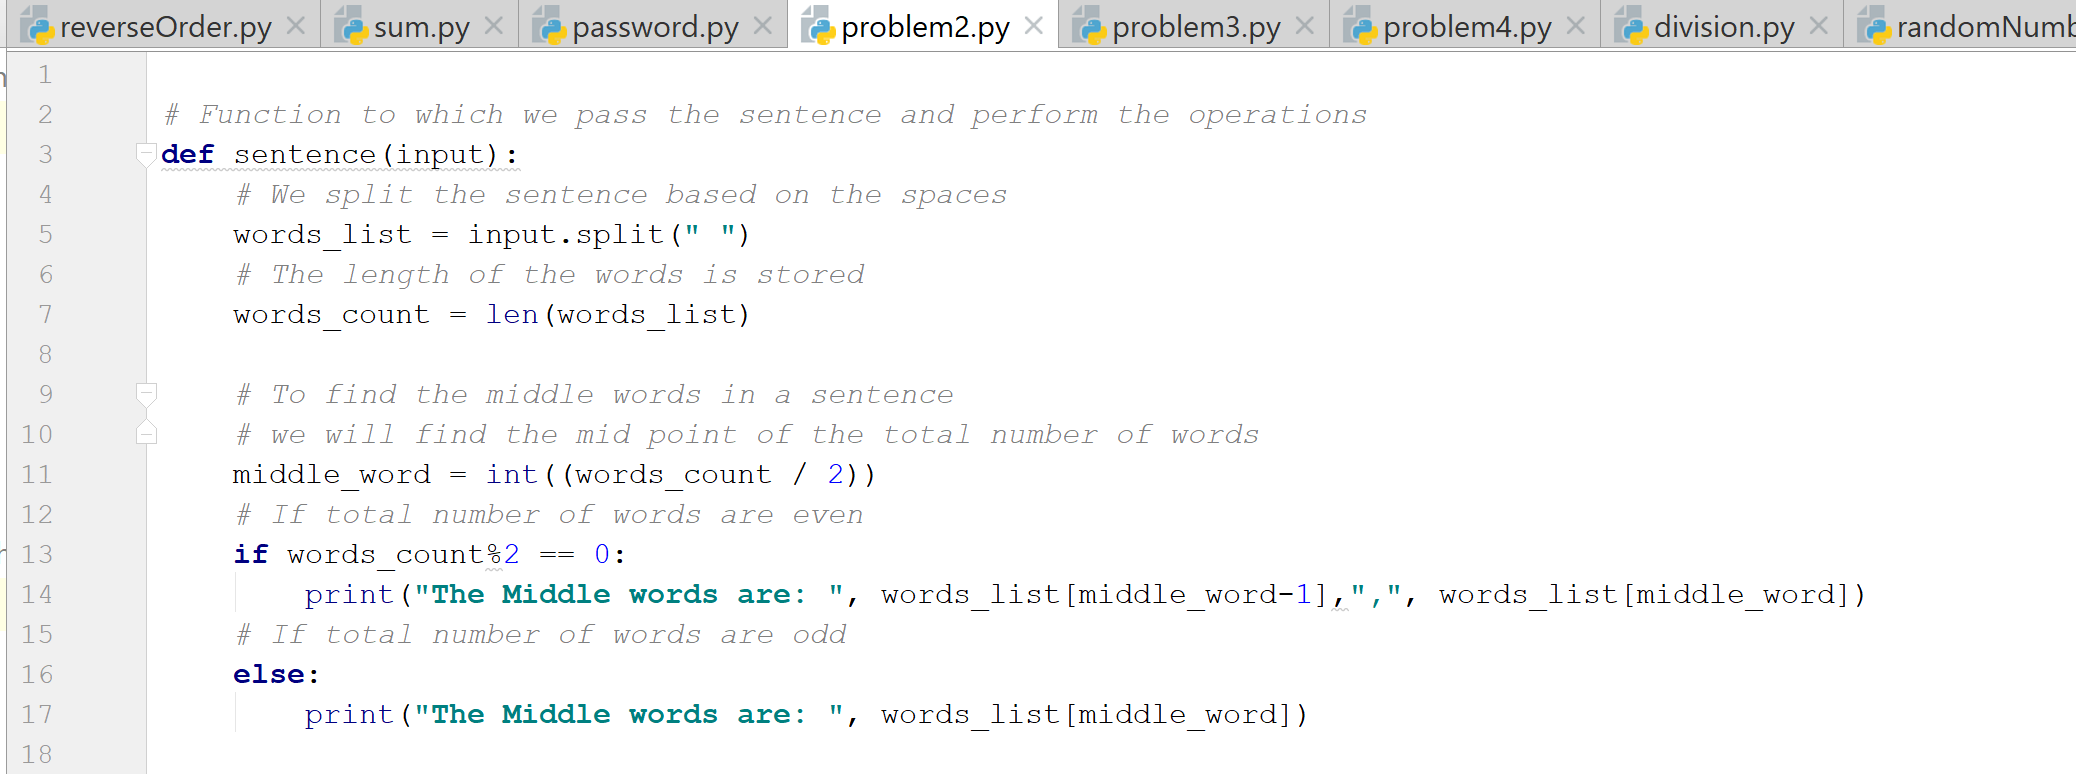 reverseOrder.py sum.py password.py problem2.py problem3.py problem4.py division.py randomNumb
1
2 # Function to which we pass the sentence and perform the operations
3 def sentence(input):
4 # We split the sentence based on the spaces
5 words_list = input.split(" ")
6 # The length of the words is stored
7 words_count = len(words_list)
8
9 # To find the middle words in a sentence
10 # we will find the mid point of the total number of words
11 middle_word = int((words_count / 2))
12 # If total number of words are even
13 if words_count%2 == 0:
14 print("The Middle words are: ", words_list[middle_word-1],",", words_list[middle_word])
15 # If total number of words are odd
16 else:
17 print("The Middle words are: ", words_list[middle_word])
18